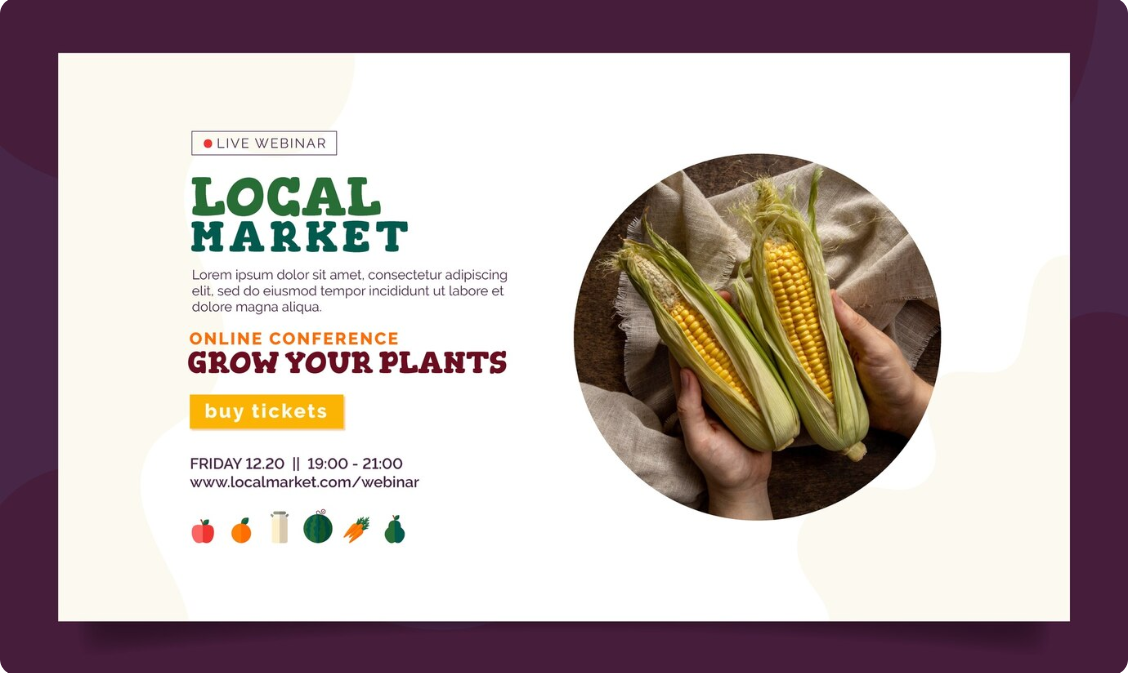 LIVE WEBINAR
LOCAL
MARKET
Lorem ipsum dolor sit amet, consectetur adipiscing
elit, sed do eiusmod tempor incididunt ut labore et
dolore magna aliqua.
ONLINE CONFERENCE
GROW YOUR PLANTS
buy tickets
FRIDAY 12.20 || 19:00 - 21:00
www.localmarket.com/webinar